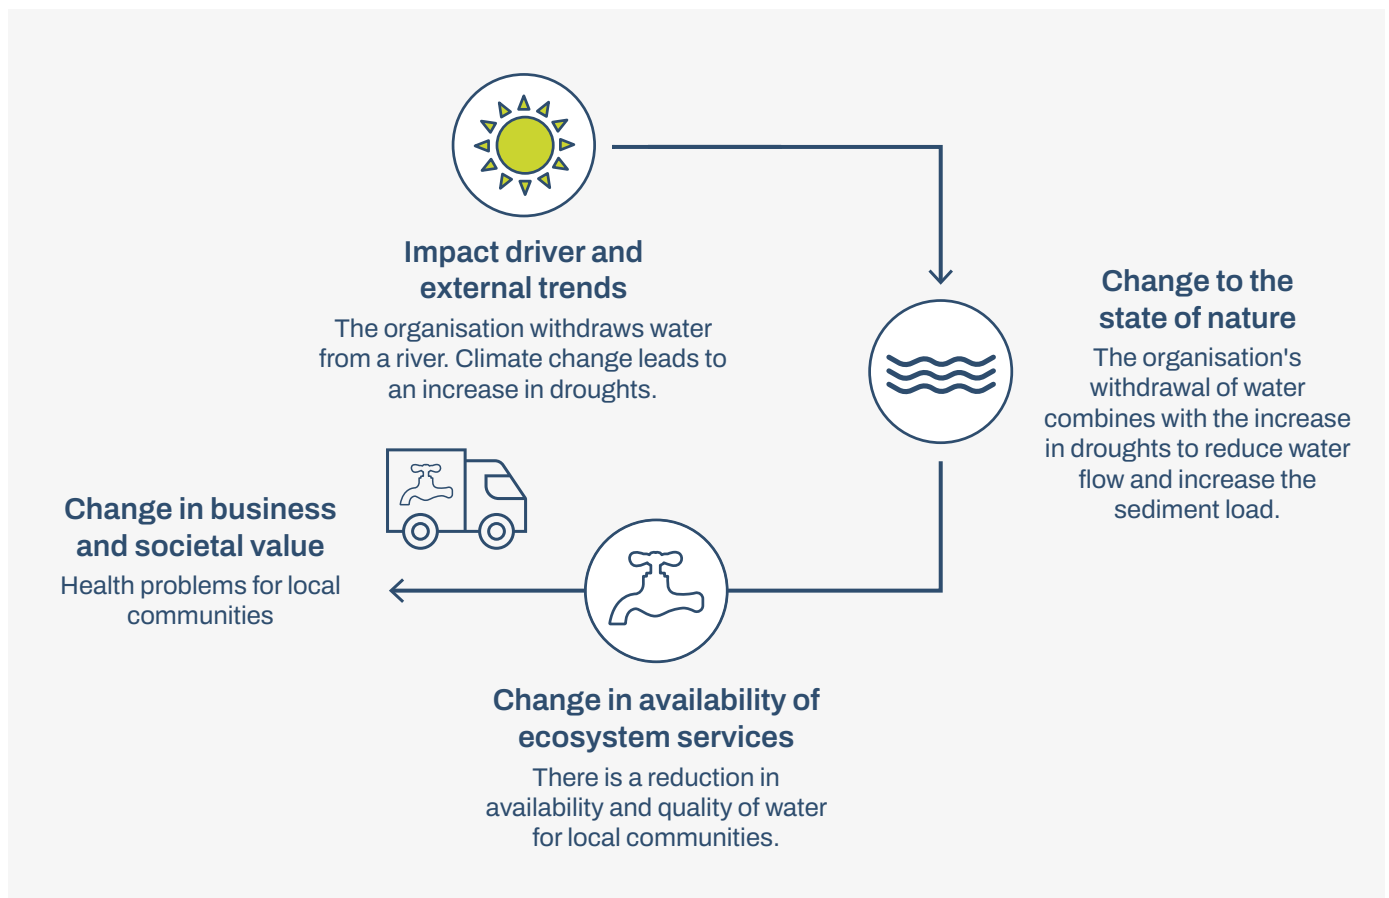 Impact driver and
external trends
The organisation withdraws water
from a river. Climate change leads to
an increase in droughts.
Change to the
state of nature
The organisation's
withdrawal of water
combines with the increase
in droughts to reduce water
flow and increase the
sediment load.
Change in availability of
ecosystem services
There is a reduction in
availability and quality of water
for local communities.
Change in business
and societal value
Health problems for local
communities